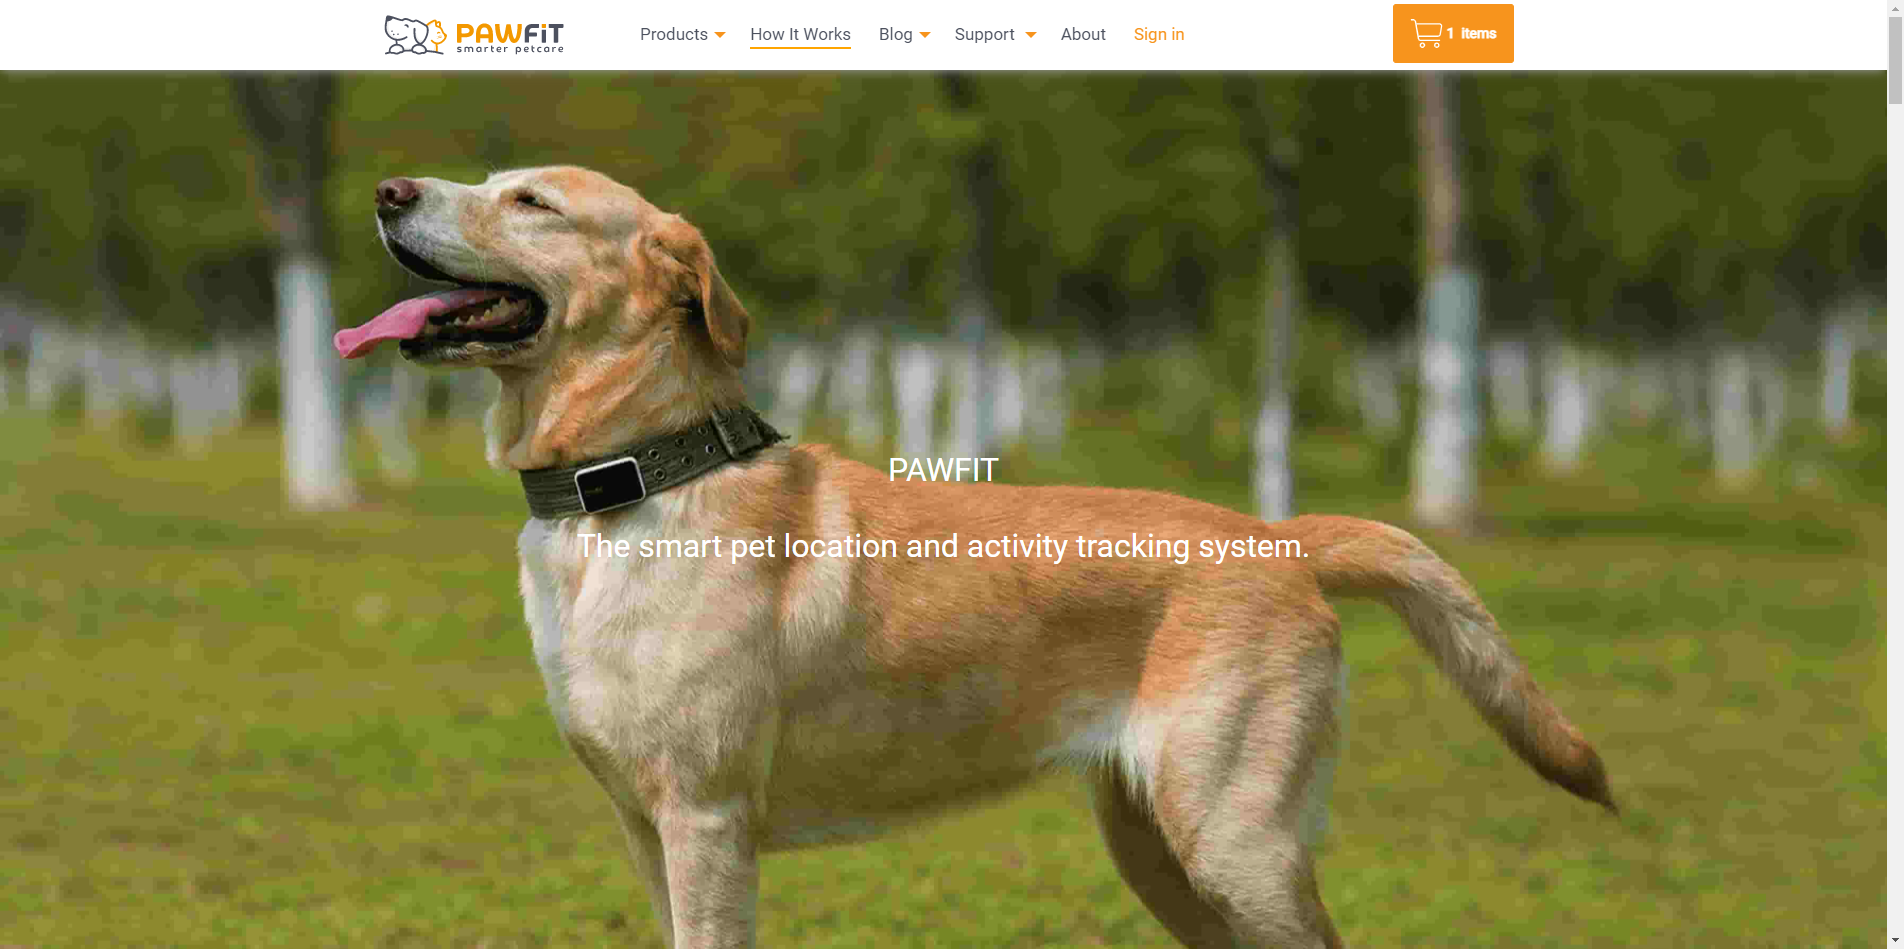 PAWFiT
smarter petcare
Products
How It Works
Blog
Support
About
Sign in
1 items
PAWFIT
The smart pet location and activity tracking system.